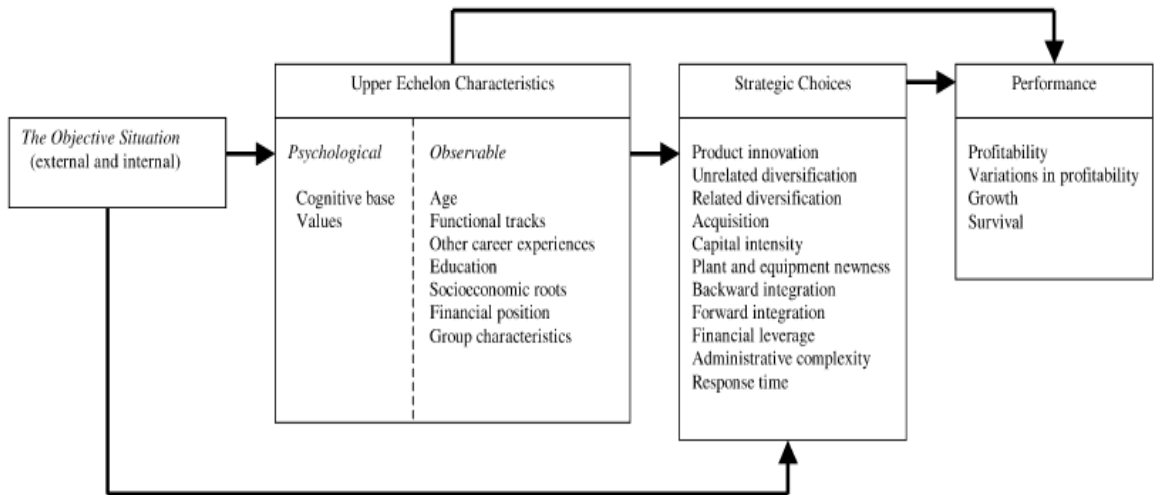 The Objective Situation
(external and internal)
Upper Echelon Characteristics
Psychological
Cognitive base
Values
Observable
Age
Functional tracks
Other career experiences
Education
Socioeconomic roots
Financial position
Group characteristics
Strategic Choices
Product innovation
Unrelated diversification
Related diversification
Acquisition
Capital intensity
Plant and equipment newness
Backward integration
Forward integration
Financial leverage
Administrative complexity
Response time
Performance
Profitability
Variations in profitability
Growth
Survival